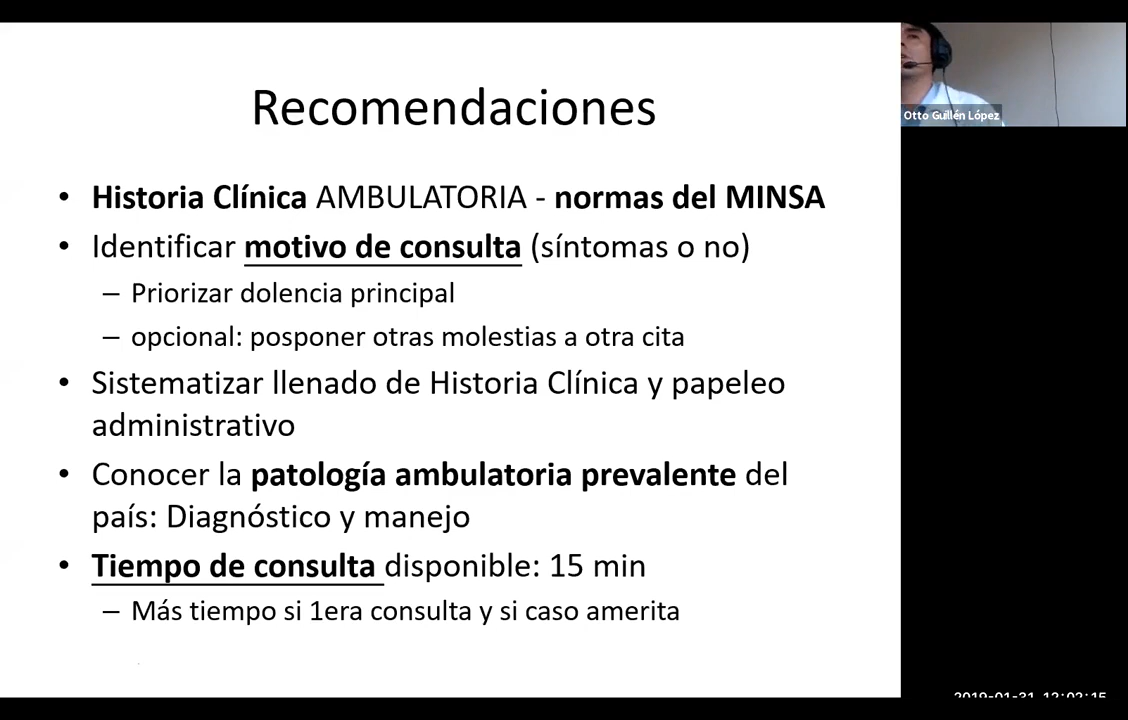 Recomendaciones
• Historia Clínica AMBULATORIA - normas del MINSA
• Identificar motivo de consulta (síntomas o no)
– Priorizar dolencia principal
– opcional: posponer otras molestias a otra cita
• Sistematizar llenado de Historia Clínica y papeleo
administrativo
• Conocer la patología ambulatoria prevalente del
país: Diagnóstico y manejo
• Tiempo de consulta disponible: 15 min
– Más tiempo si 1era consulta y si caso amerita
Otto Guillén López
2019-01-31 12:02:15